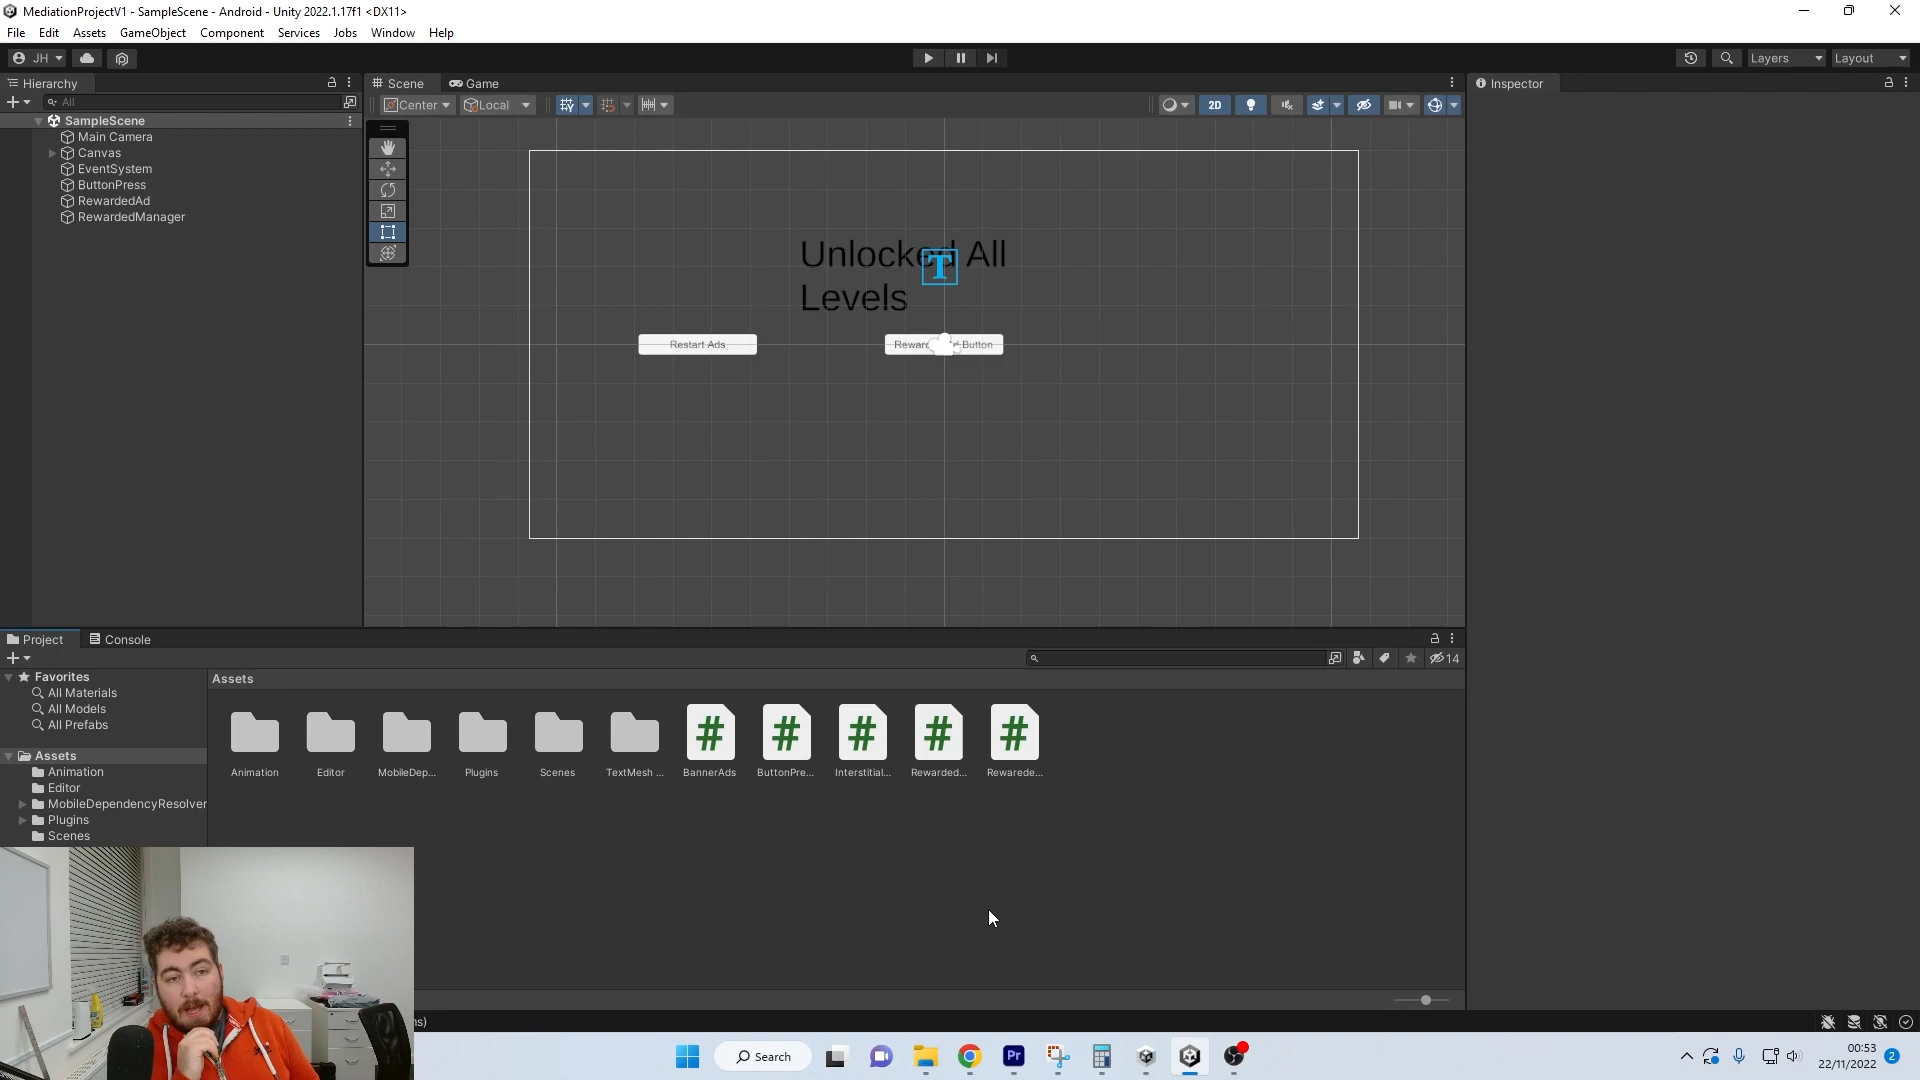 MediationProjectV1 - SampleScene - Android - Unity 2022.1.17f1 <DX11>
File Edit Assets GameObject Component Services Jobs Window Help
JH
Layers
Layout
Hierarchy
Scene
Game
Inspector
All
Center
Local
2D
SampleScene
Main Camera
Canvas
EventSystem
ButtonPress
RewardedAd
RewardedManager
Unlocked All
Levels
T
Restart Ads
Button
Project
Console
14
Favorites
All Materials
All Models
All Prefabs
Assets
Animation
Editor
MobileDependencyResolver
Plugins
Scenes
Assets
Animation
Editor
MobileDep...
Plugins
Scenes
TextMesh ...
BannerAds
ButtonPre...
Interstitial...
Rewarded...
Rewarede...
Search
Pr
00:53
22/11/2022
2